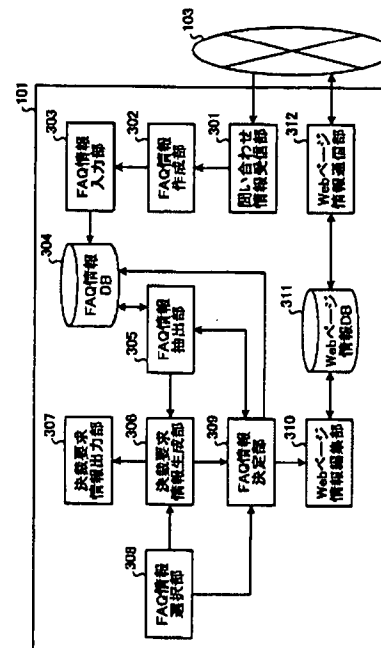 101
103
303
FAQ情報
入力部
302
FAQ情報
作成部
301
問い合わせ
情報受信部
312
Webページ
情報通信部
304
FAQ情報
DB
305
FAQ情報
抽出部
311
Webページ
情報DB
307
決裁要求
情報出力部
306
決裁要求
情報生成部
309
FAQ情報
決定部
310
Webページ
情報編集部
308
FAQ情報
選択部